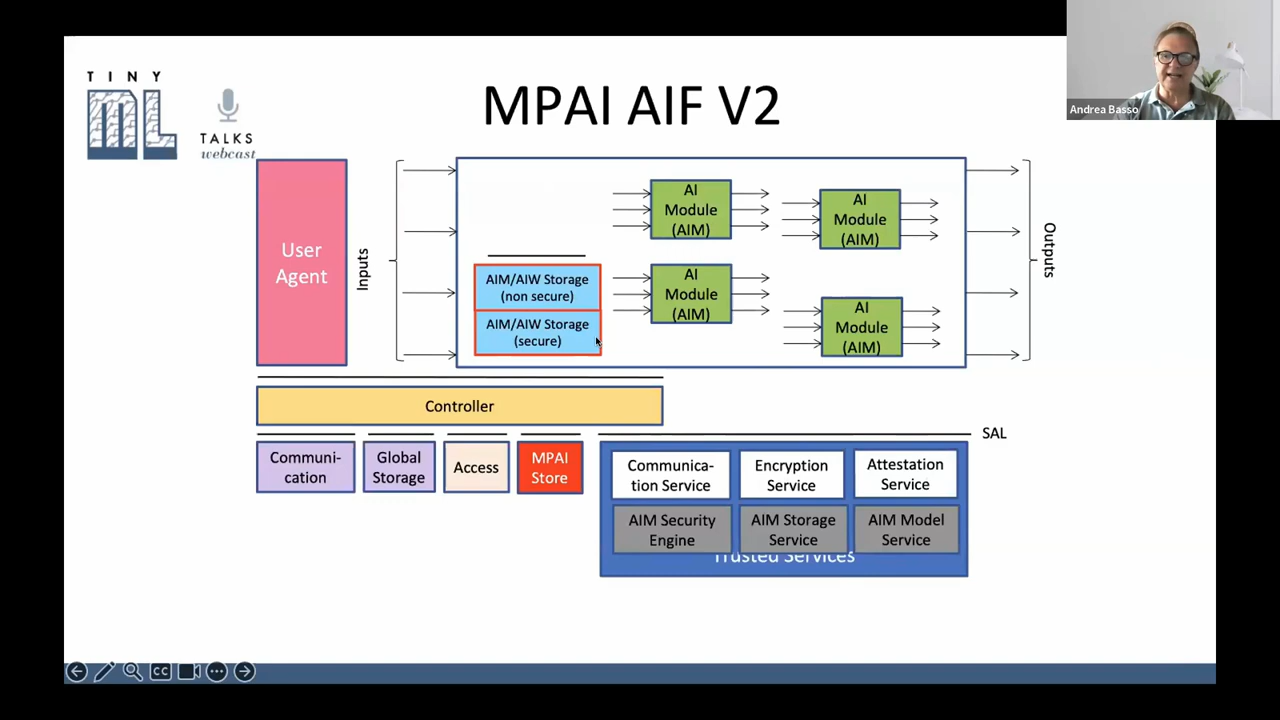 TINY
ML
TALKS
webcast
MPAI AIF V2
Andrea Basso
User
Agent
Inputs
AIM/AIW Storage
(non secure)
AIM/AIW Storage
(secure)
AI
Module
(AIM)
AI
Module
(AIM)
AI
Module
(AIM)
AI
Module
(AIM)
Outputs
Controller
SAL
Communi-
cation
Global
Storage
Access
MPAI
Store
Communica-
tion Service
Encryption
Service
Attestation
Service
AIM Security
Engine
AIM Storage
Service
AIM Model
Service
Trusted Services
CC